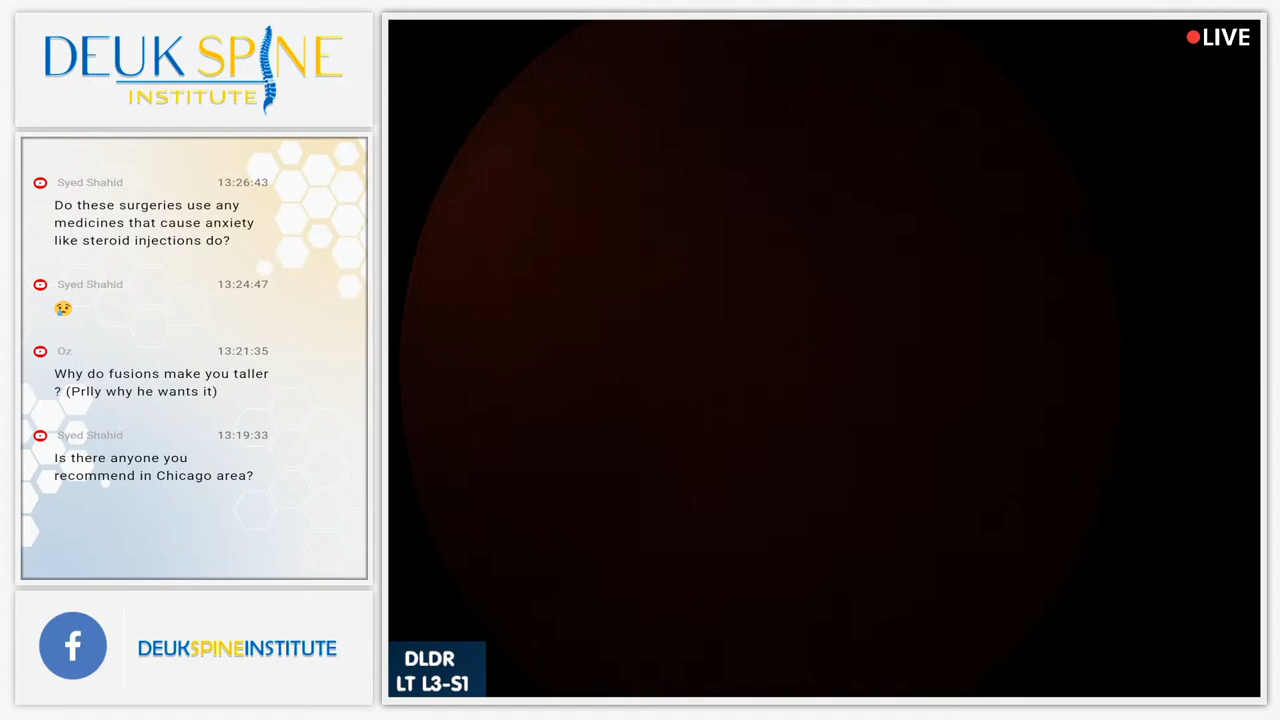 DEUK SPINE
INSTITUTE
Syed Shahid 13:26:43
Do these surgeries use any
medicines that cause anxiety
like steroid injections do?
Syed Shahid 13:24:47
😢
Oz 13:21:35
Why do fusions make you taller
? (Prlly why he wants it)
Syed Shahid 13:19:33
Is there anyone you
recommend in Chicago area?
f DEUKSPINEINSTITUTE
LIVE
DLDR
LT L3-S1